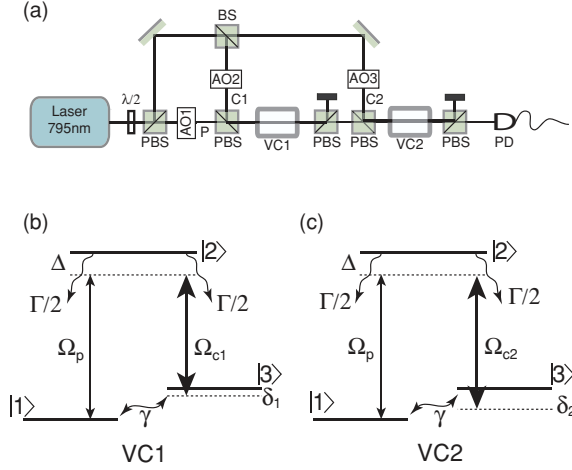 (a)
BS
AO2
AO3
Laser
795nm
λ/2
PBS
AO1
P
C1
PBS
VC1
PBS
C2
PBS
VC2
PBS
PD
(b)
|2>
Δ
Γ/2
Γ/2
Ωp
Ωc1
|3>
|1>
γ
δ1
VC1
(c)
|2>
Δ
Γ/2
Γ/2
Ωp
Ωc2
|3>
|1>
γ
δ2
VC2